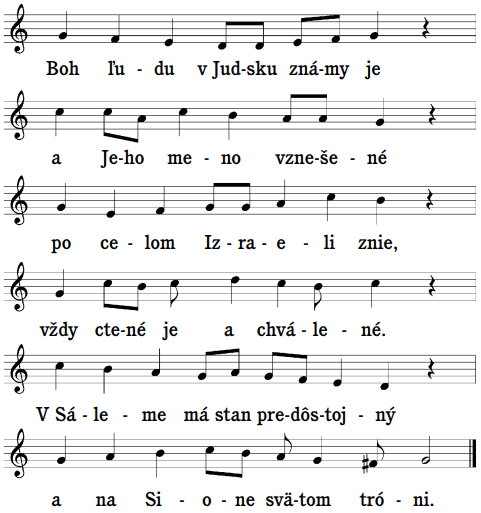 Boh ľu - du v Jud-sku zná-my je
a Je-ho me - no vzne-še - né
po ce - lom Iz - ra - e - li znie,
vždy cte-né je a chvá - le - né.
V Sá - le - me má stan pre-dôs-toj - ný
a na Si - o - ne svä-tom tró - ni.